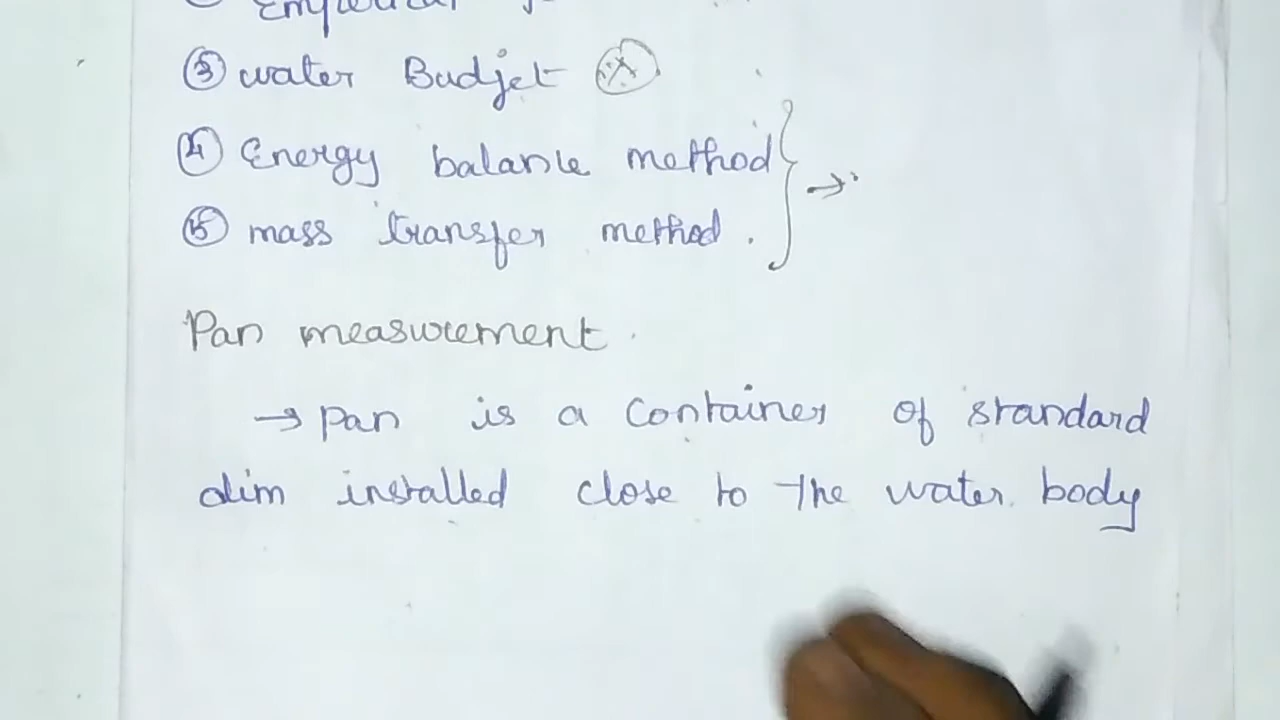 Empirical
③ water Budjet
④ Energy balance method
⑤ mass transfer method.
Pan measurement.
→ pan is a container of standard
dim installed close to the water body